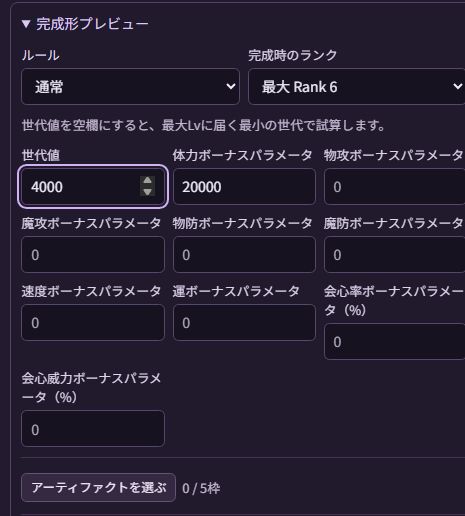 ▼ 完成形プレビュー
ルール 完成時のランク
通常 最大 Rank 6
世代値を空欄にすると、最大Lvに届く最小の世代で試算します。
世代値 体力ボーナスパラメータ 物攻ボーナスパラメータ
4000 20000 0
魔攻ボーナスパラメータ 物防ボーナスパラメータ 魔防ボーナスパラメータ
0 0 0
速度ボーナスパラメータ 運ボーナスパラメータ 会心率ボーナスパラメー
タ（%）
0 0 0
会心威力ボーナスパラメ
ータ（%）
0
アーティファクトを選ぶ 0 / 5枠